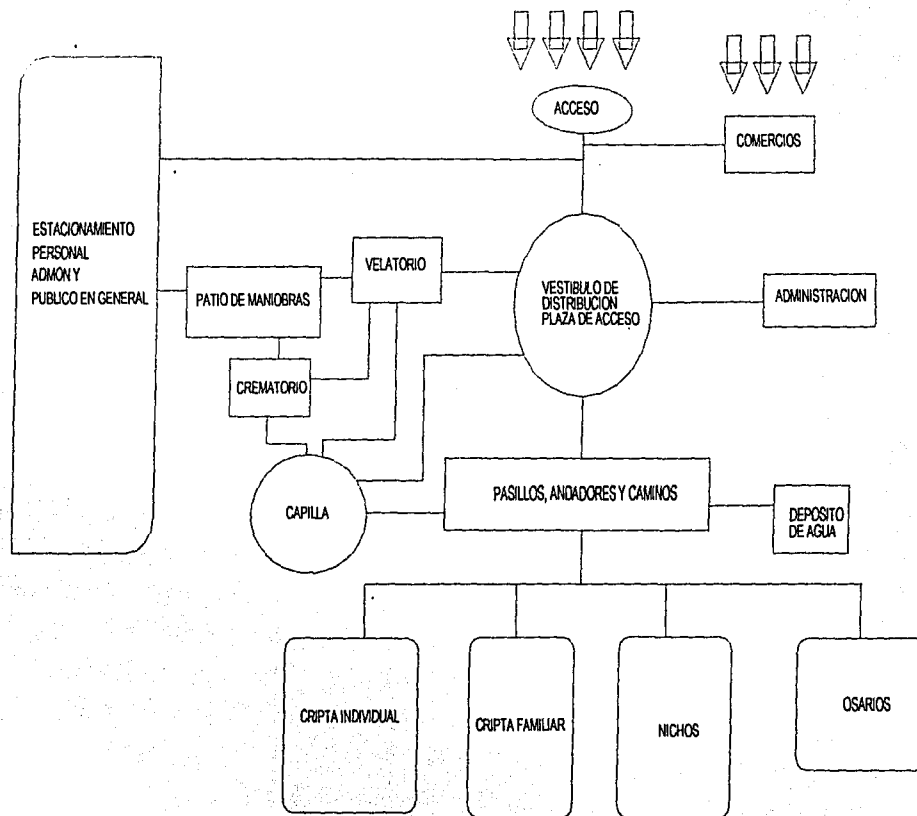 ACCESO
COMERCIOS
ESTACIONAMIENTO
PERSONAL
ADMON Y
PUBLICO EN GENERAL
VELATORIO
PATIO DE MANIOBRAS
VESTIBULO DE
DISTRIBUCION
PLAZA DE ACCESO
ADMINISTRACION
CREMATORIO
CAPILLA
PASILLOS, ANDADORES Y CAMINOS
DEPOSITO
DE AGUA
CRIPTA INDIVIDUAL
CRIPTA FAMILIAR
NICHOS
OSARIOS